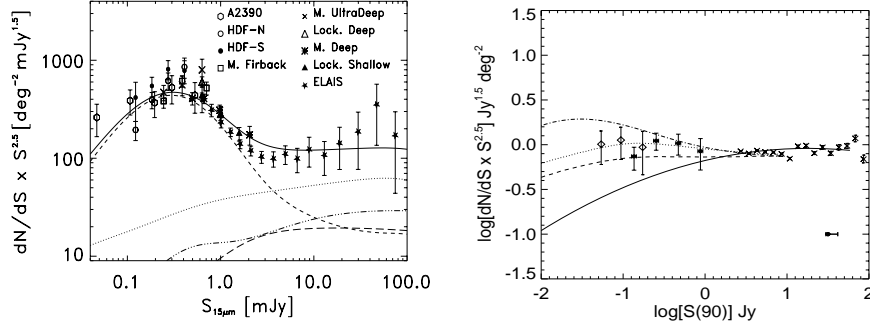 A2390
HDF-N
HDF-S
M. Firback
M. UltraDeep
Lock. Deep
M. Deep
Lock. Shallow
ELAIS
dN/dS x S^2.5 [deg^-2 mJy^1.5]
1000
100
10
0.1
1.0
10.0
100.0
S_15μm [mJy]
log[dN/dS x S^2.5] Jy^1.5 deg^-2
1.0
0.5
0.0
-0.5
-1.0
-1.5
-2
-1
0
1
2
log[S(90)] Jy